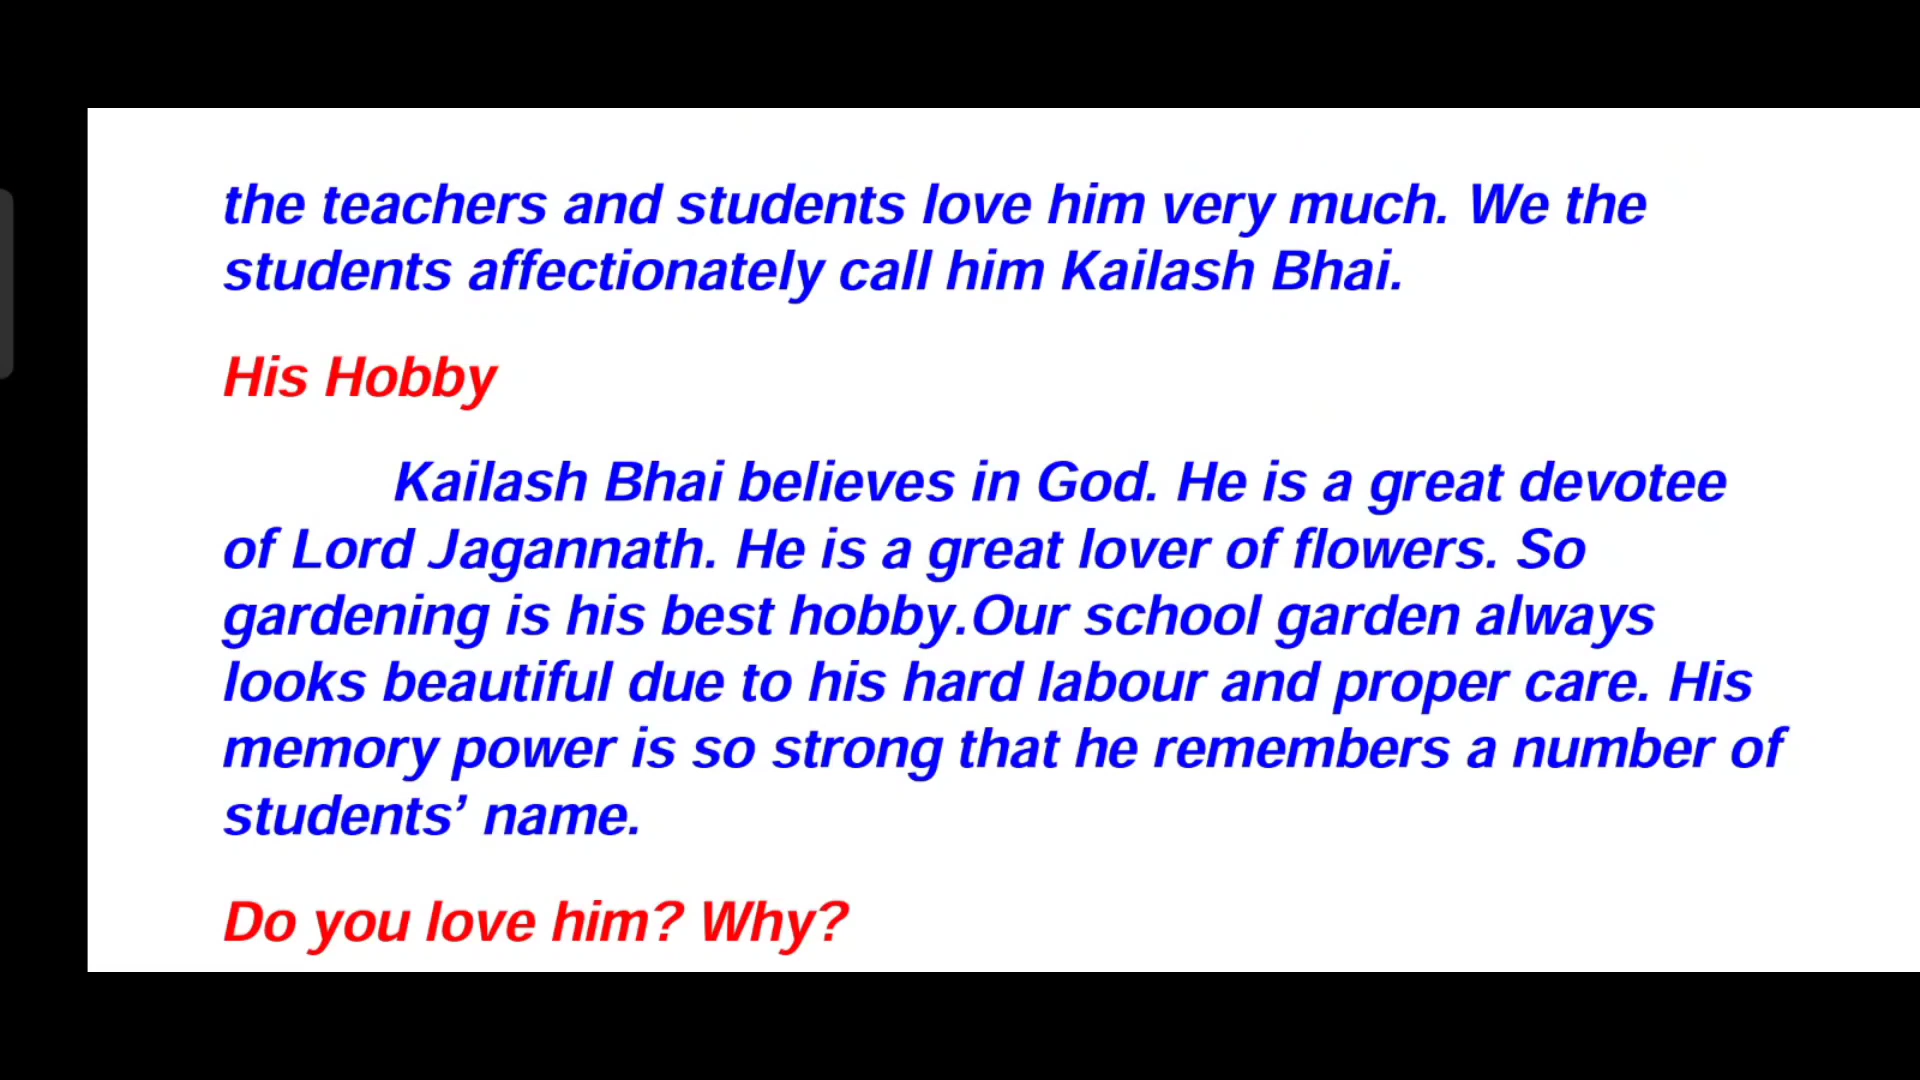 the teachers and students love him very much. We the
students affectionately call him Kailash Bhai.
His Hobby
Kailash Bhai believes in God. He is a great devotee
of Lord Jagannath. He is a great lover of flowers. So
gardening is his best hobby.Our school garden always
looks beautiful due to his hard labour and proper care. His
memory power is so strong that he remembers a number of
students’ name.
Do you love him? Why?